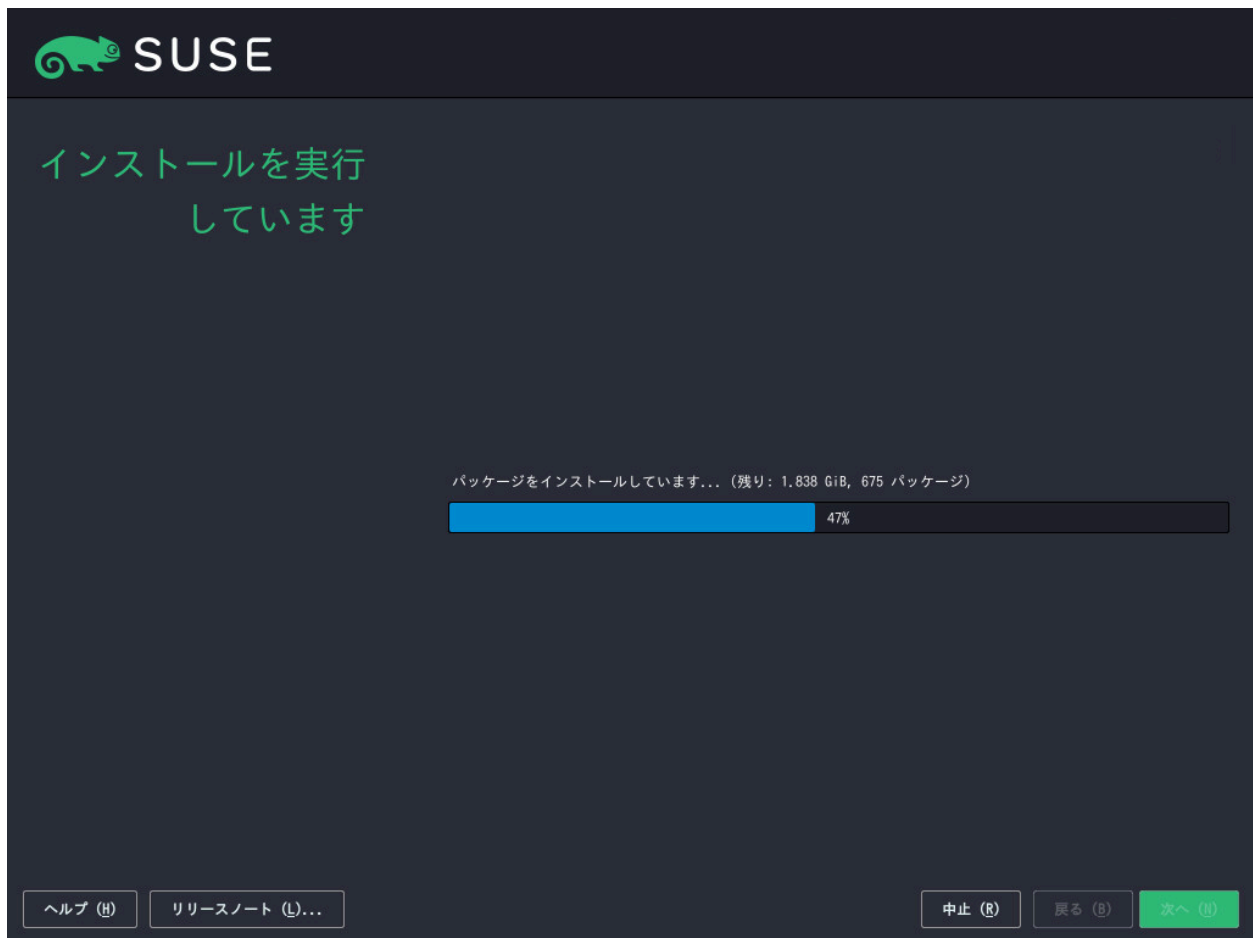 SUSE
インストールを実行
しています
パッケージをインストールしています... (残り: 1.838 GiB, 675 パッケージ)
47%
ヘルプ (H)
リリースノート (L)...
中止 (R)
戻る (B)
次へ (N)